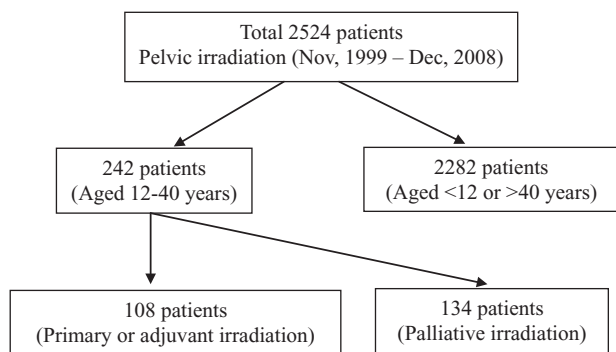 Total 2524 patients
Pelvic irradiation (Nov, 1999 – Dec, 2008)
242 patients
(Aged 12-40 years)
2282 patients
(Aged <12 or >40 years)
108 patients
(Primary or adjuvant irradiation)
134 patients
(Palliative irradiation)